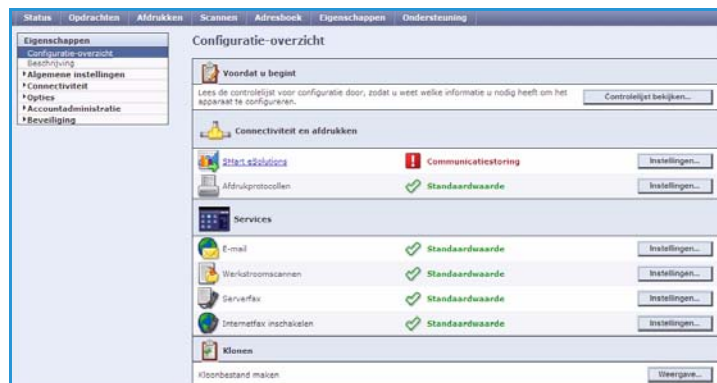 Status Opdrachten Afdrukken Scannen Adresboek Eigenschappen Ondersteuning
Eigenschappen
Configuratie-overzicht
Beschrijving
Algemene instellingen
Connectiviteit
Opties
Accountadministratie
Beveiliging
Configuratie-overzicht
Voordat u begint
Lees de controlelijst voor configuratie door, zodat u weet welke informatie u nodig heeft om het
apparaat te configureren.
Controlelijst bekijken...
Connectiviteit en afdrukken
SMart eSolutions Communicatiestoring Instellingen...
Afdrukprotocollen Standaardwaarde Instellingen...
Services
E-mail Standaardwaarde Instellingen...
Werkstroomscannen Standaardwaarde Instellingen...
Serverfax Standaardwaarde Instellingen...
Internetfax inschakelen Standaardwaarde Instellingen...
Klonen
Kloonbestand maken Weergave...